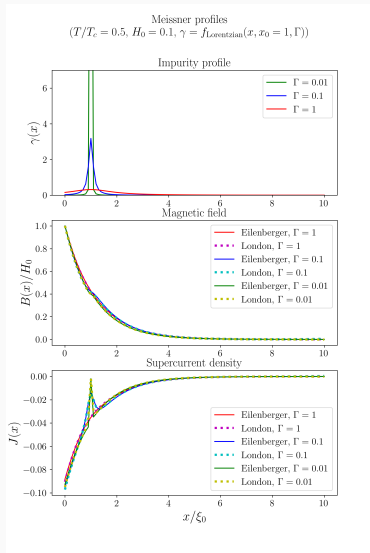 Meissner profiles
(T/T_c = 0.5, H_0 = 0.1, γ = f_Lorentzian(x, x_0 = 1, Γ))
Impurity profile
γ(x)
6
4
2
0
Γ = 0.01
Γ = 0.1
Γ = 1
0 2 4 6 8 10
Magnetic field
B(x)/H_0
1.0
0.8
0.6
0.4
0.2
0.0
Eilenberger, Γ = 1
London, Γ = 1
Eilenberger, Γ = 0.1
London, Γ = 0.1
Eilenberger, Γ = 0.01
London, Γ = 0.01
0 2 4 6 8 10
Supercurrent density
J(x)
0.00
−0.02
−0.04
−0.06
−0.08
−0.10
Eilenberger, Γ = 1
London, Γ = 1
Eilenberger, Γ = 0.1
London, Γ = 0.1
Eilenberger, Γ = 0.01
London, Γ = 0.01
0 2 4 6 8 10
x/ξ_0